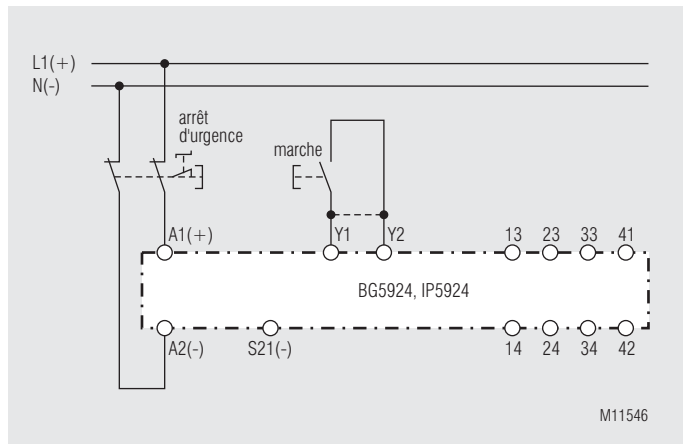 L1(+)
N(-)
arrêt
d'urgence
marche
A1(+) Y1 Y2 13 23 33 41
BG5924, IP5924
A2(-) S21(-) 14 24 34 42
M11546